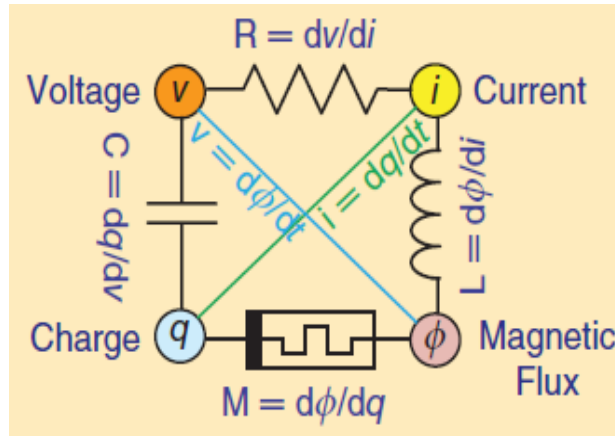 R = dv/di
Voltage v i Current
C = dq/dv
v = dϕ/dt
i = dq/dt
L = dϕ/di
Charge q ϕ Magnetic
Flux
M = dϕ/dq